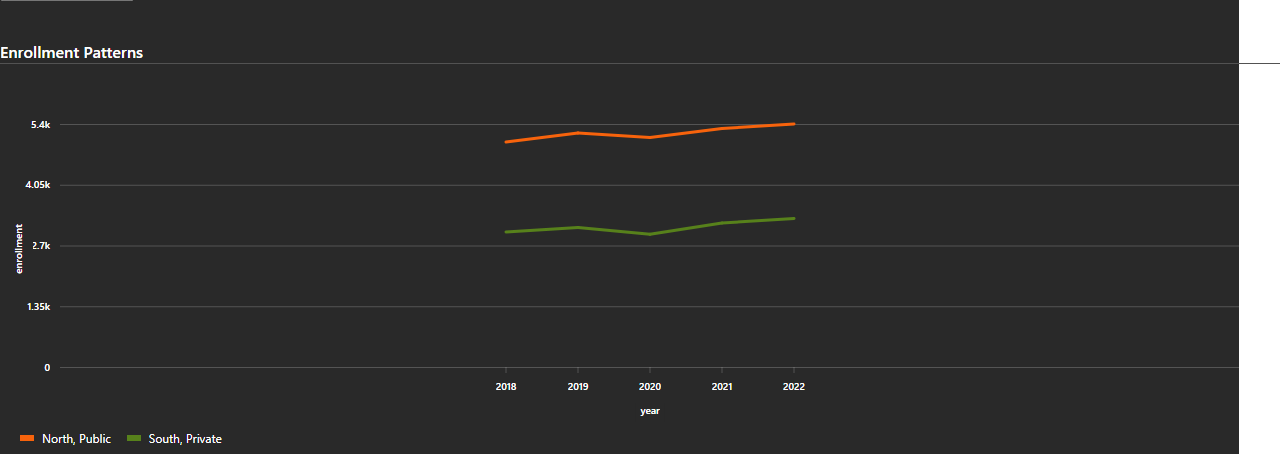 Enrollment Patterns
5.4k
4.05k
2.7k
1.35k
0
enrollment
2018 2019 2020 2021 2022
year
North, Public South, Private